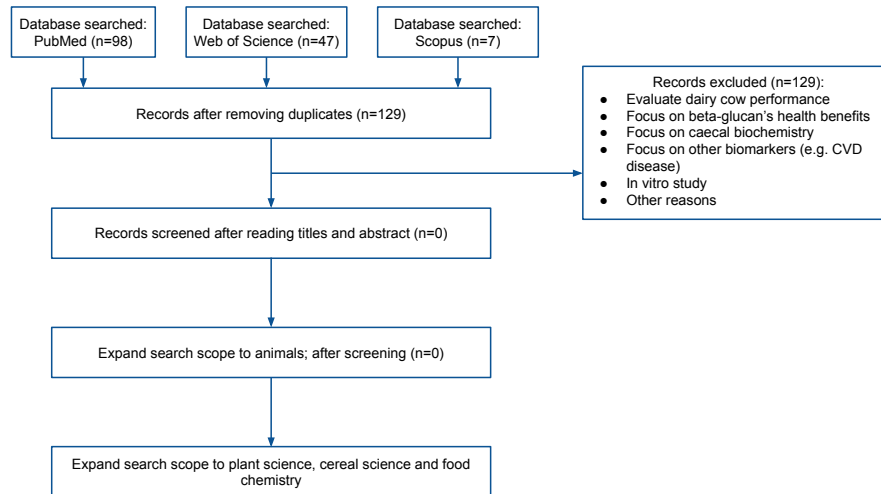 Database searched:
PubMed (n=98)
Database searched:
Web of Science (n=47)
Database searched:
Scopus (n=7)
Records after removing duplicates (n=129)
Records excluded (n=129):
● Evaluate dairy cow performance
● Focus on beta-glucan's health benefits
● Focus on caecal biochemistry
● Focus on other biomarkers (e.g. CVD
disease)
● In vitro study
● Other reasons
Records screened after reading titles and abstract (n=0)
Expand search scope to animals; after screening (n=0)
Expand search scope to plant science, cereal science and food
chemistry